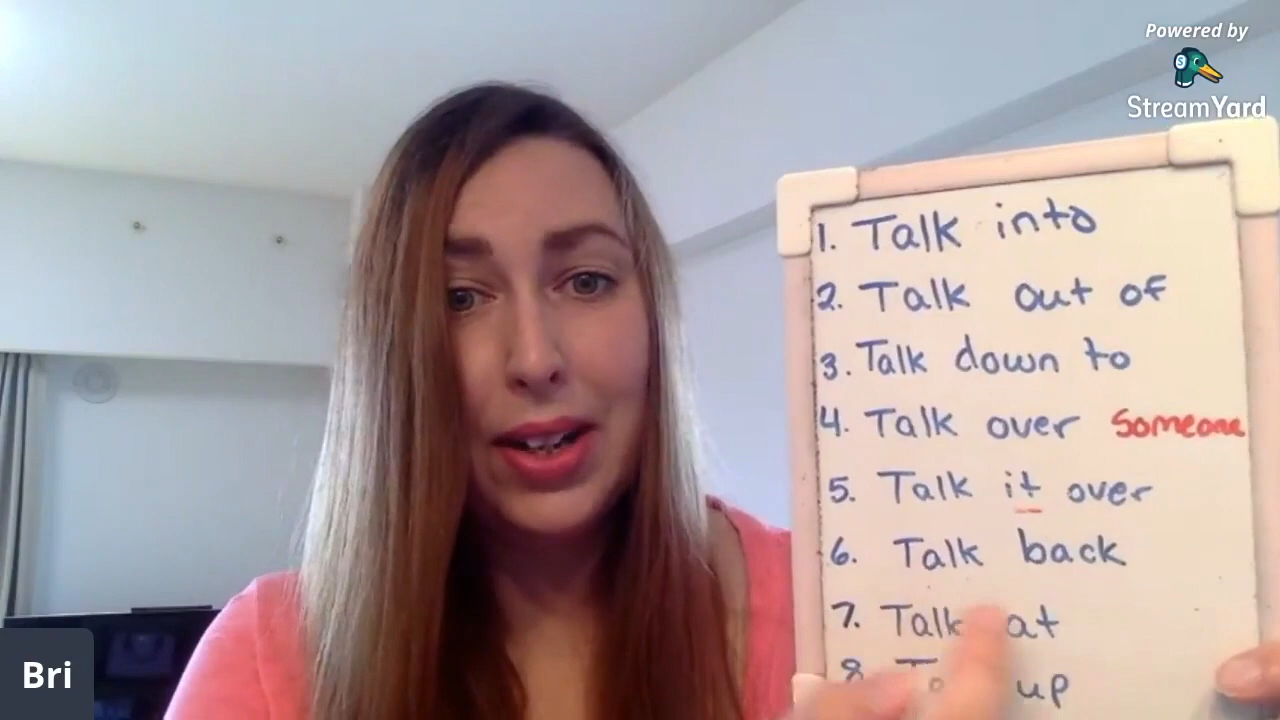 Powered by
StreamYard
1. Talk into
2. Talk out of
3. Talk down to
4. Talk over Someone
5. Talk it over
6. Talk back
7. Talk at
8. up
Bri